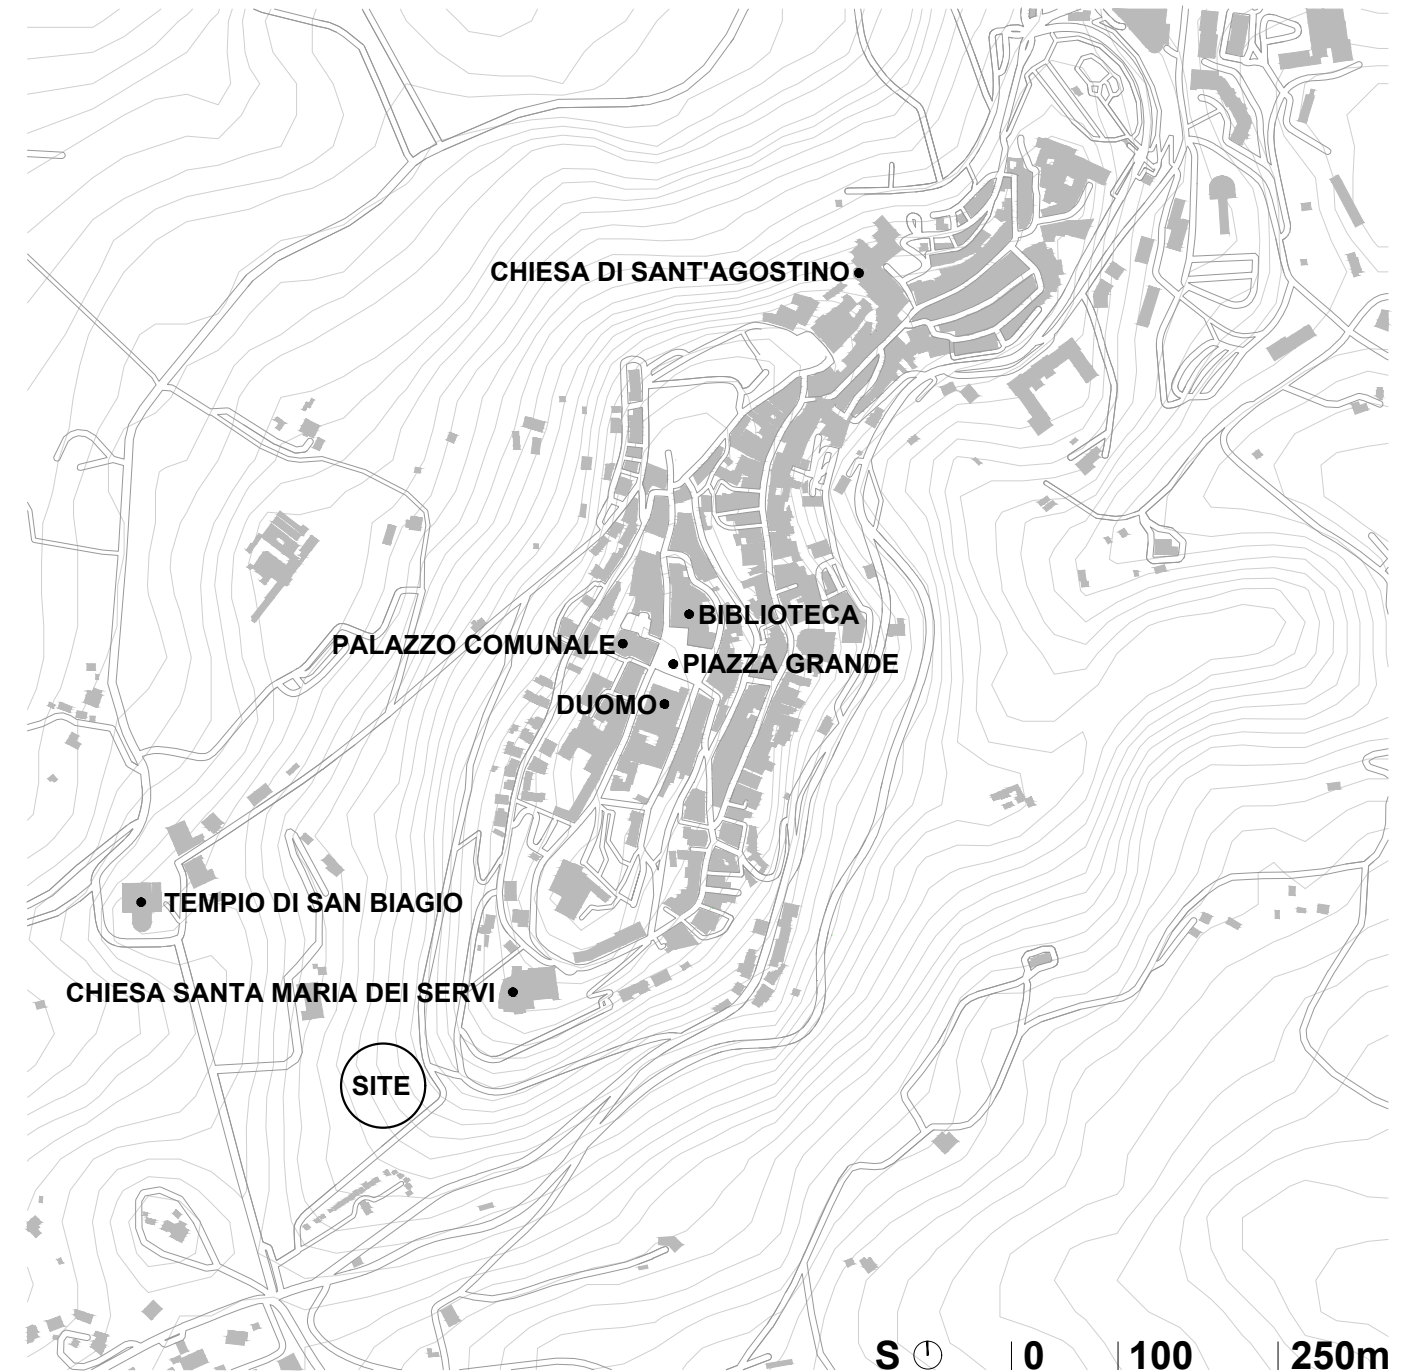 CHIESA DI SANT'AGOSTINO
BIBLIOTECA
PALAZZO COMUNALE
PIAZZA GRANDE
DUOMO
TEMPIO DI SAN BIAGIO
CHIESA SANTA MARIA DEI SERVI
SITE
S 0 100 250m